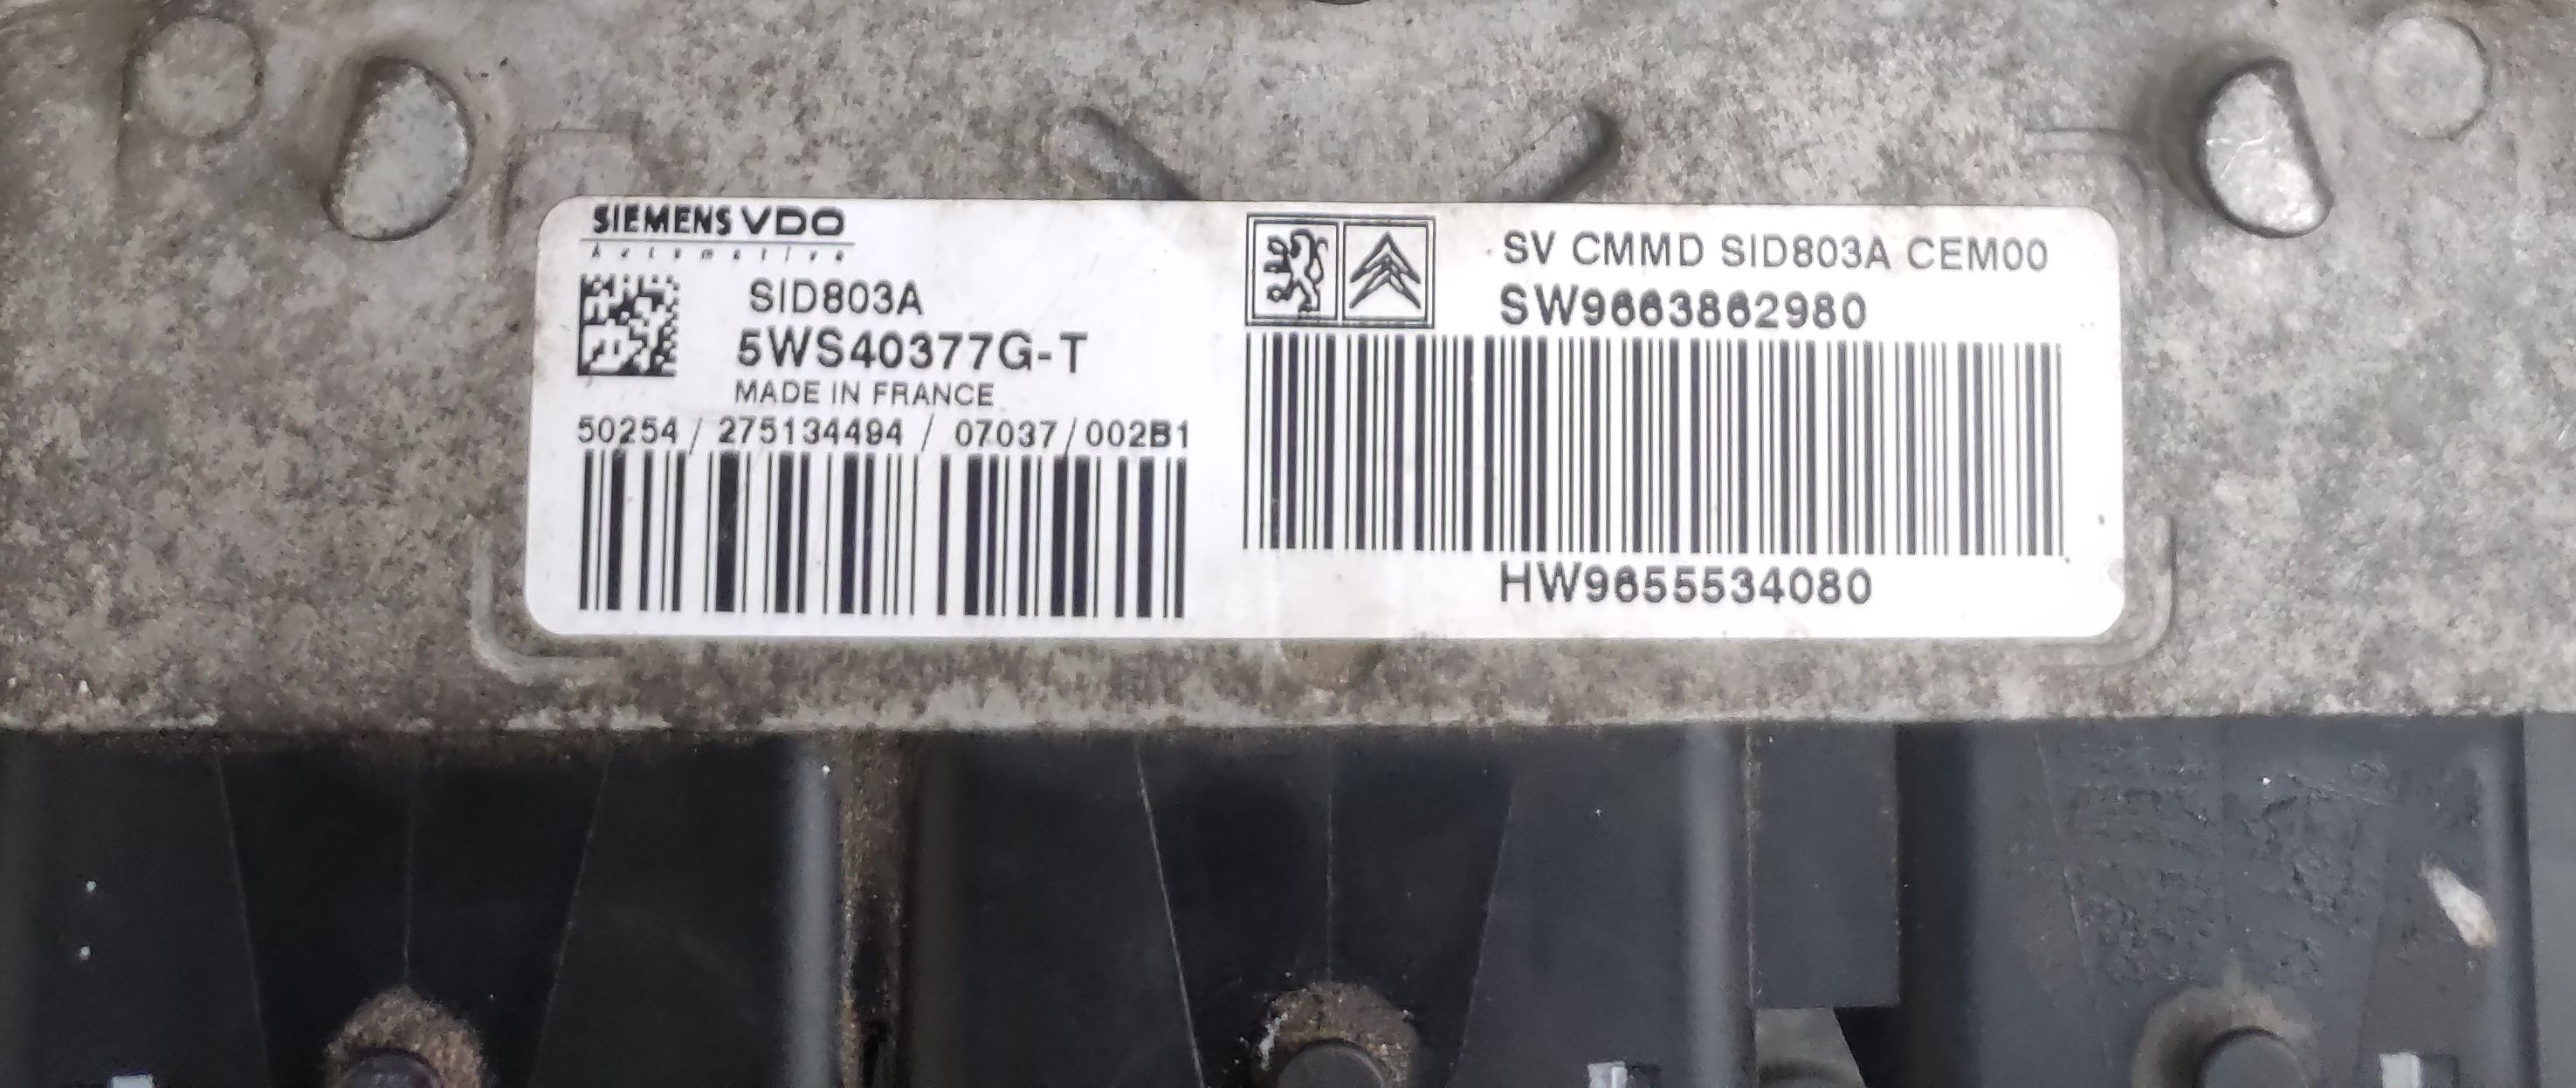 SIEMENS VDO
Automotive
SID803A
5WS40377G-T
MADE IN FRANCE
50254 / 275134494 / 07037 / 002B1
SV CMMD SID803A CEM00
SW9663862980
HW9655534080